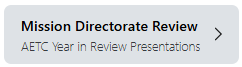 Mission Directorate Review
AETC Year in Review Presentations